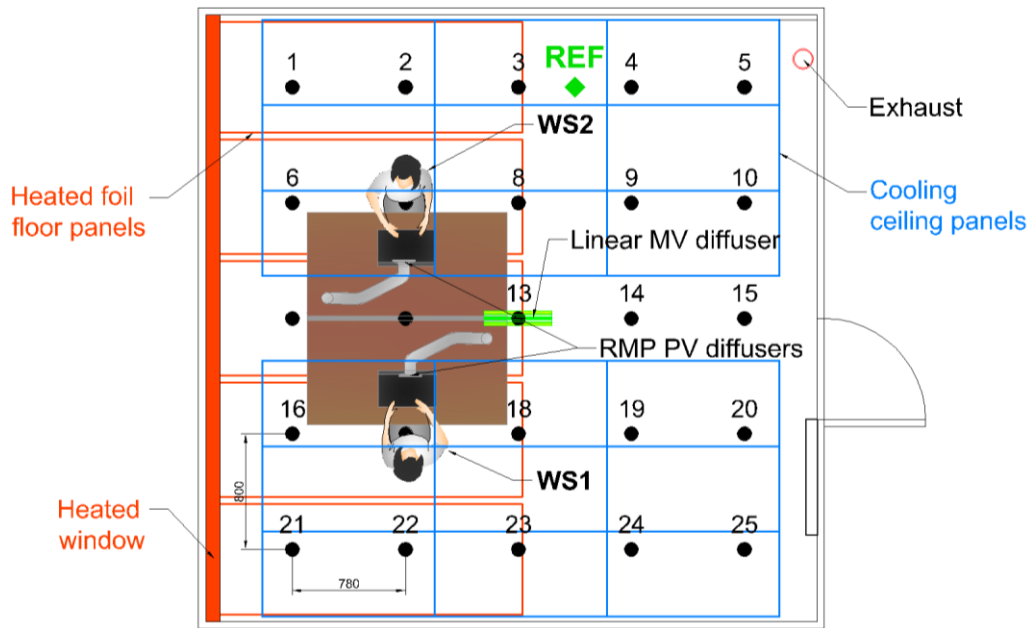 REF
1 2 3 4 5
Exhaust
WS2
6 8 9 10
Heated foil
floor panels
Cooling
ceiling panels
Linear MV diffuser
13 14 15
RMP PV diffusers
16 18 19 20
800
WS1
Heated
window
21 22 23 24 25
780